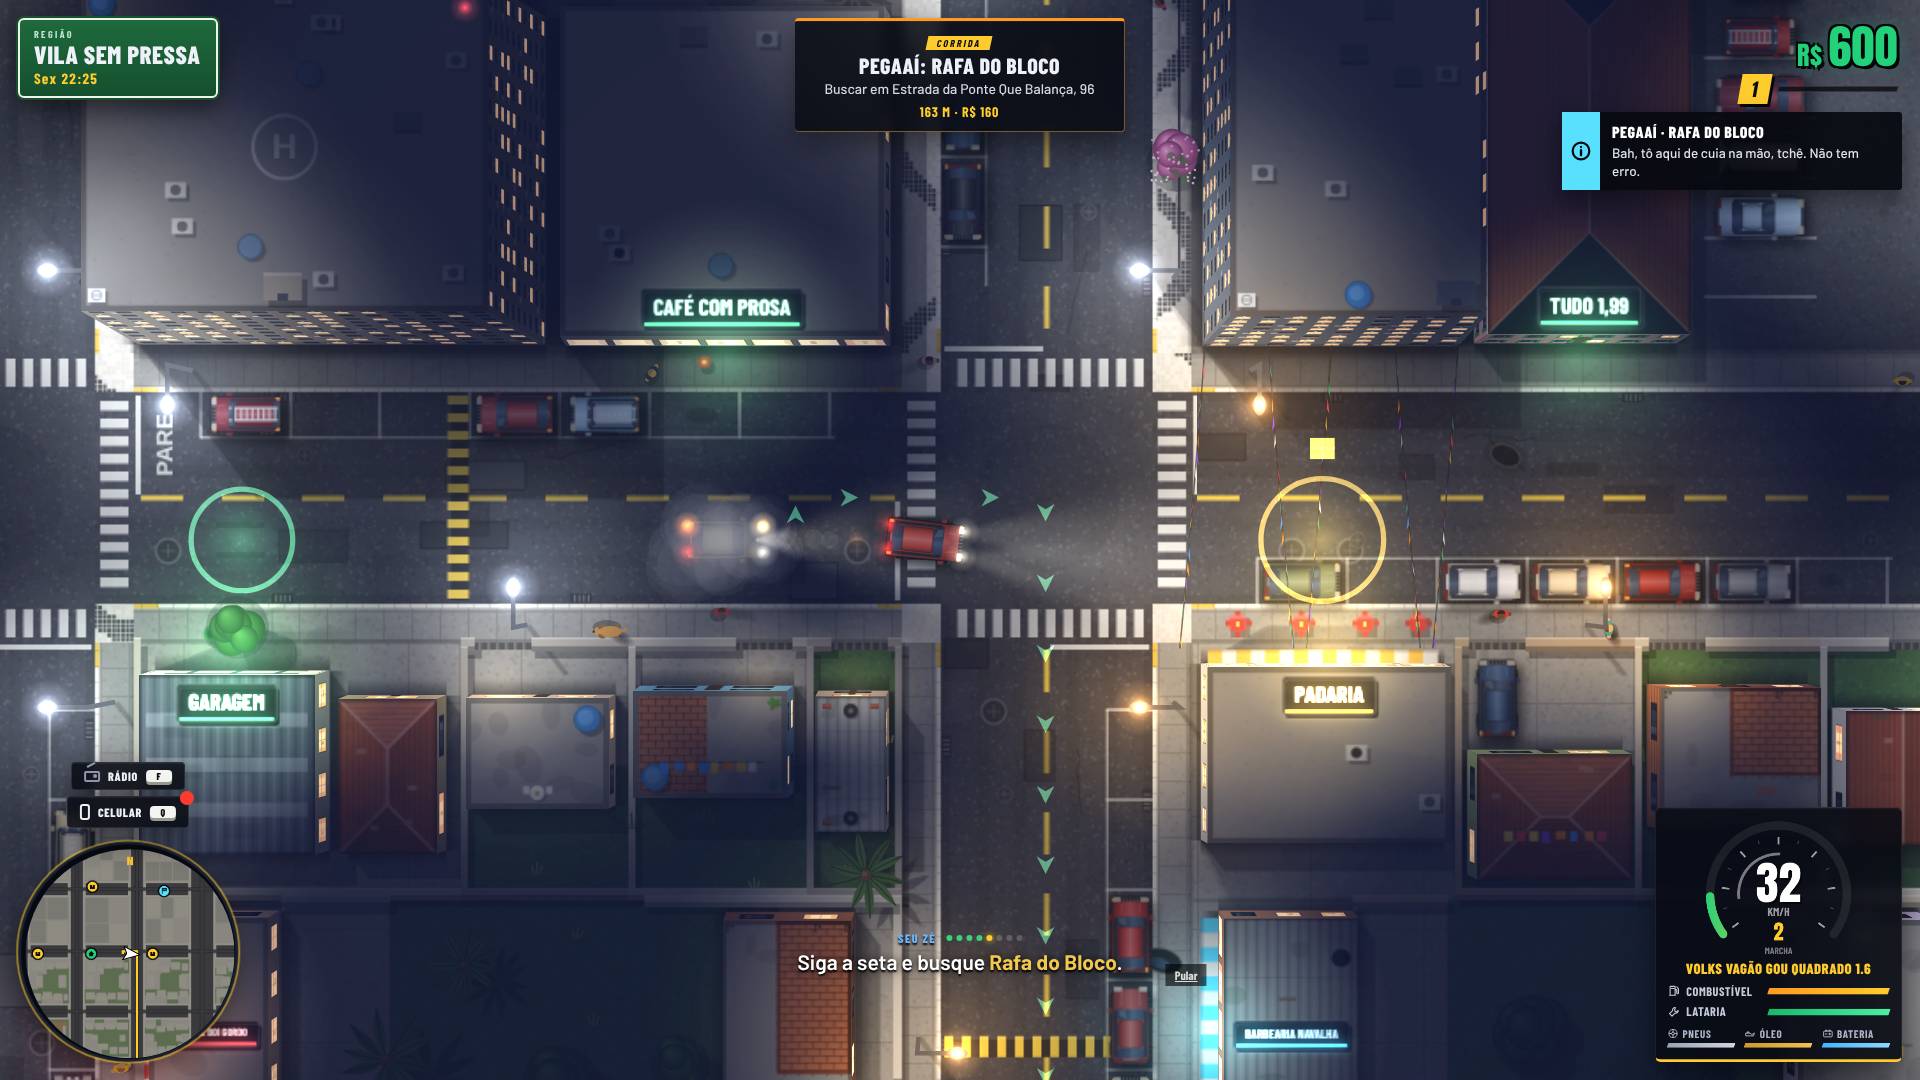 REGIÃO
VILA SEM PRESSA
Sex 22:25
CORRIDA
PEGAAÍ: RAFA DO BLOCO
Buscar em Estrada da Ponte Que Balança, 96
163 M · R$ 160
R$ 600
1
PEGAAÍ · RAFA DO BLOCO
Bah, tô aqui de cuia na mão, tchê. Não tem
erro.
H
CAFÉ COM PROSA
TUDO 1,99
PARE
GARAGEM
PADARIA
RÁDIO F
CELULAR Q
N
SEU ZÉ
Siga a seta e busque Rafa do Bloco.
Pular
BARBEARIA NAVALHA
32
KM/H
2
MARCHA
VOLKS VAGÃO GOU QUADRADO 1.6
COMBUSTÍVEL
LATARIA
PNEUS ÓLEO BATERIA